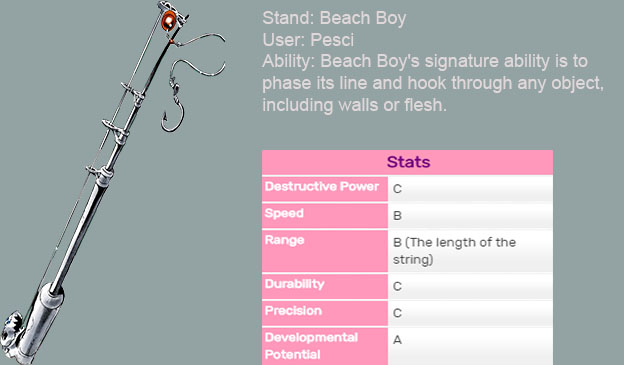 Stand: Beach Boy
User: Pesci
Ability: Beach Boy's signature ability is to
phase its line and hook through any object,
including walls or flesh.
Stats
Destructive Power C
Speed B
Range B (The length of the
string)
Durability C
Precision C
Developmental A
Potential